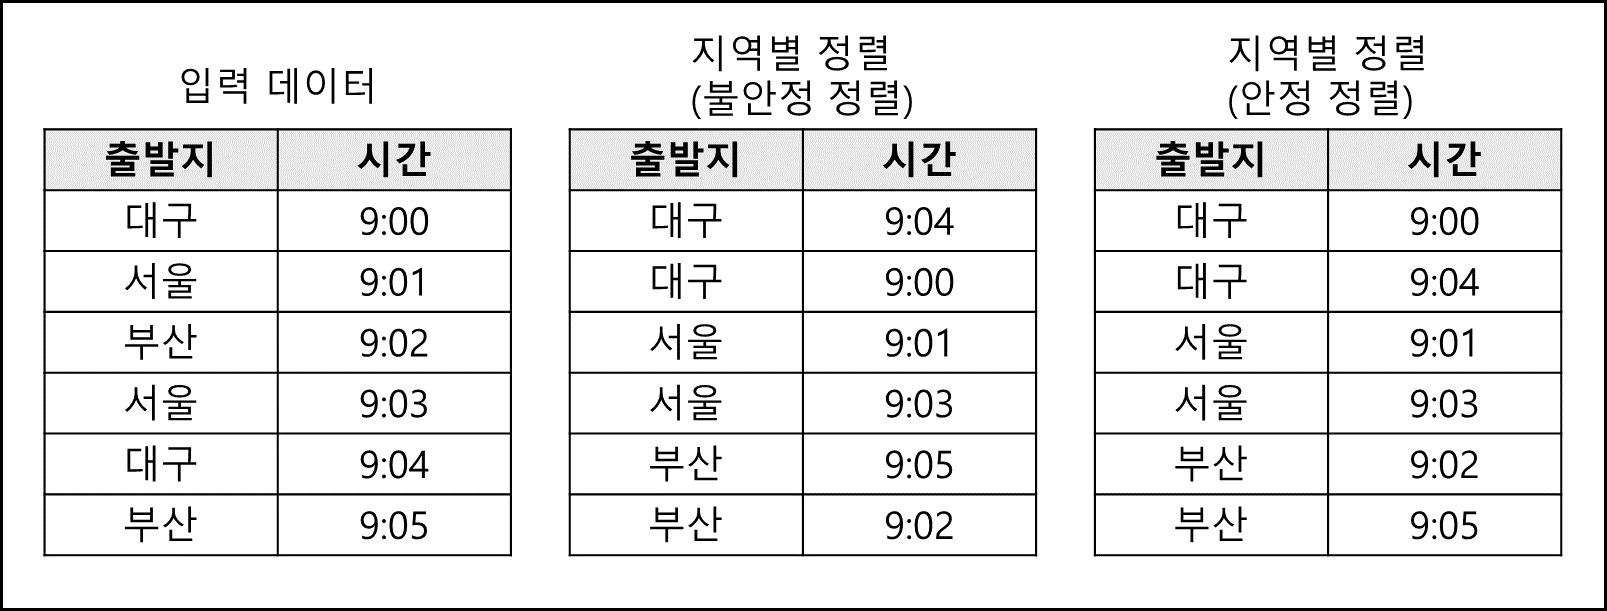 입력 데이터
출발지 시간
대구 9:00
서울 9:01
부산 9:02
서울 9:03
대구 9:04
부산 9:05
지역별 정렬
(불안정 정렬)
출발지 시간
대구 9:04
대구 9:00
서울 9:01
서울 9:03
부산 9:05
부산 9:02
지역별 정렬
(안정 정렬)
출발지 시간
대구 9:00
대구 9:04
서울 9:01
서울 9:03
부산 9:02
부산 9:05